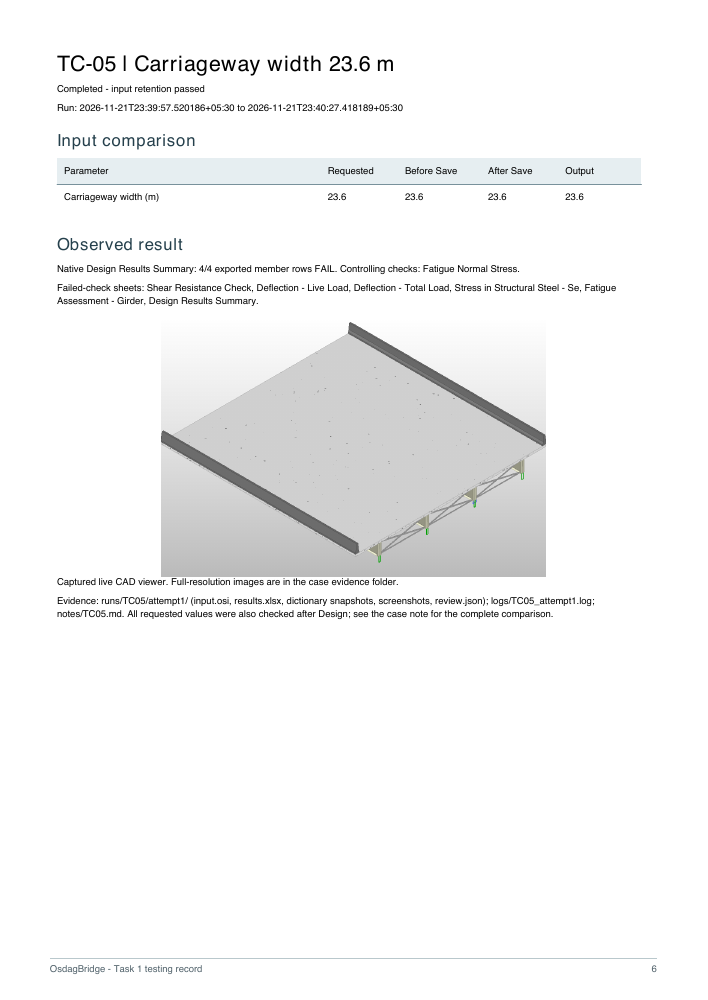 TC-05 | Carriageway width 23.6 m
Completed - input retention passed
Run: 2026-11-21T23:39:57.520186+05:30 to 2026-11-21T23:40:27.418189+05:30
Input comparison
Parameter Requested Before Save After Save Output
Carriageway width (m) 23.6 23.6 23.6 23.6
Observed result
Native Design Results Summary: 4/4 exported member rows FAIL. Controlling checks: Fatigue Normal Stress.
Failed-check sheets: Shear Resistance Check, Deflection - Live Load, Deflection - Total Load, Stress in Structural Steel - Se, Fatigue
Assessment - Girder, Design Results Summary.
Captured live CAD viewer. Full-resolution images are in the case evidence folder.
Evidence: runs/TC05/attempt1/ (input.osi, results.xlsx, dictionary snapshots, screenshots, review.json); logs/TC05_attempt1.log;
notes/TC05.md. All requested values were also checked after Design; see the case note for the complete comparison.
OsdagBridge - Task 1 testing record 6